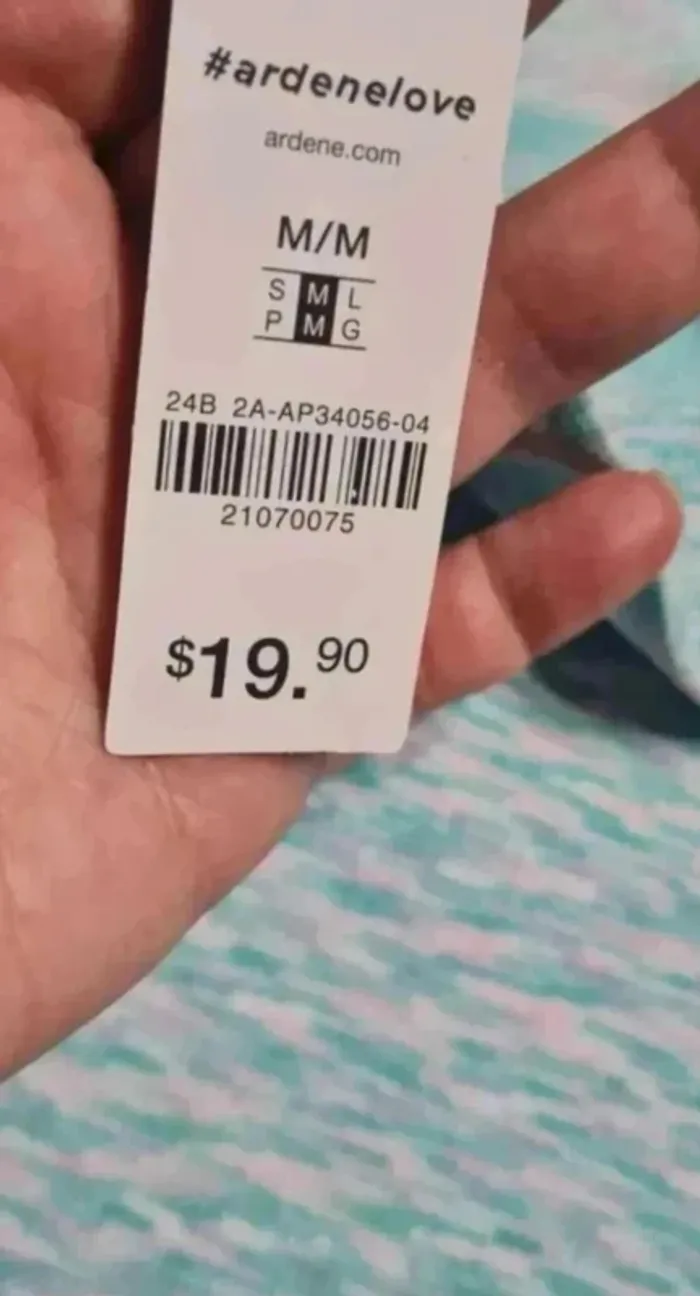 #ardenelove
ardene.com
M/M
S M L
P M G
24B 2A-AP34056-04
21070075
$19.90